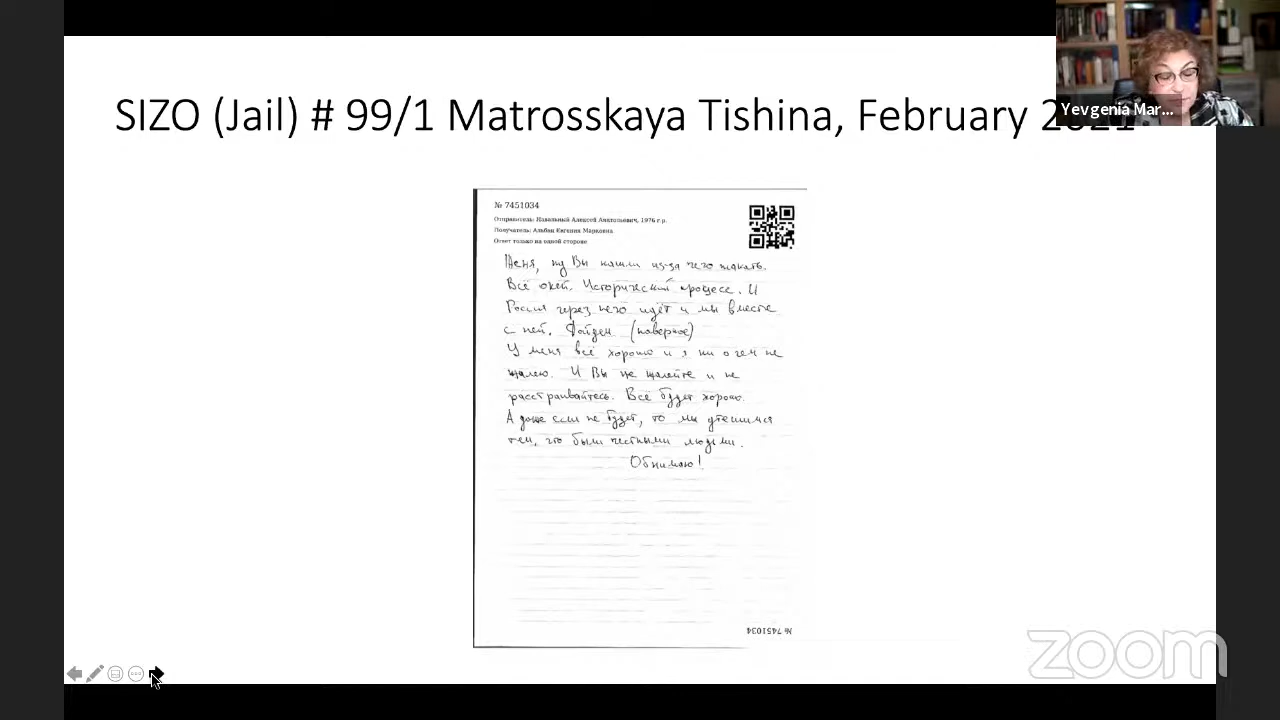 SIZO (Jail) # 99/1 Matrosskaya Tishina, February 2021
Yevgenia Mar...
№ 7451034
Отправитель: Навальный Алексей Анатольевич, 1976 г.р.
Получатель: Альбац Евгения Марковна
Ответ только на одной стороне
Женя, ну Вы нашли из-за чего плакать.
Всё окей. Исторический процесс. И
Россия через него идёт и мы вместе
с ней. Дойдем (наверное)
У меня всё хорошо и я ни о чем не
жалею. И Вы не жалейте и не
расстраивайтесь. Всё будет хорошо.
А даже если не будет, то мы утешимся
тем, что были честными людьми.
Обнимаю!
№ 7451034
zoom